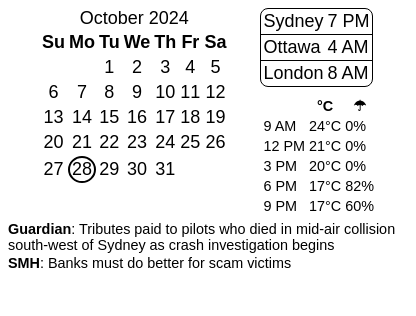 October 2024
Su Mo Tu We Th Fr Sa
1 2 3 4 5
6 7 8 9 10 11 12
13 14 15 16 17 18 19
20 21 22 23 24 25 26
27 28 29 30 31
Sydney 7 PM
Ottawa 4 AM
London 8 AM
°C ☂
9 AM 24°C 0%
12 PM 21°C 0%
3 PM 20°C 0%
6 PM 17°C 82%
9 PM 17°C 60%
Guardian: Tributes paid to pilots who died in mid-air collision
south-west of Sydney as crash investigation begins
SMH: Banks must do better for scam victims